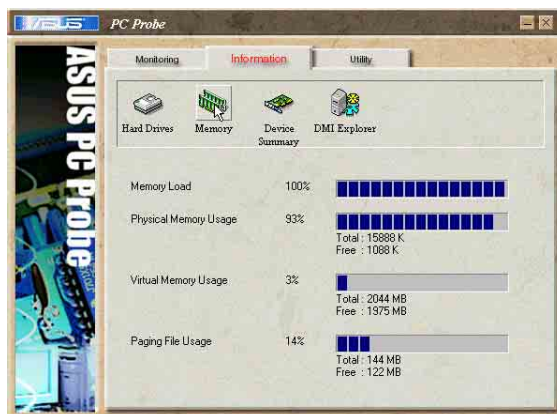 ASUS PC Probe
Monitoring Information Utility
ASUS PC Probe
Hard Drives Memory Device Summary DMI Explorer
Memory Load 100%
Physical Memory Usage 93%
Total : 15888 K
Free : 1088 K
Virtual Memory Usage 3%
Total : 2044 MB
Free : 1975 MB
Paging File Usage 14%
Total : 144 MB
Free : 122 MB